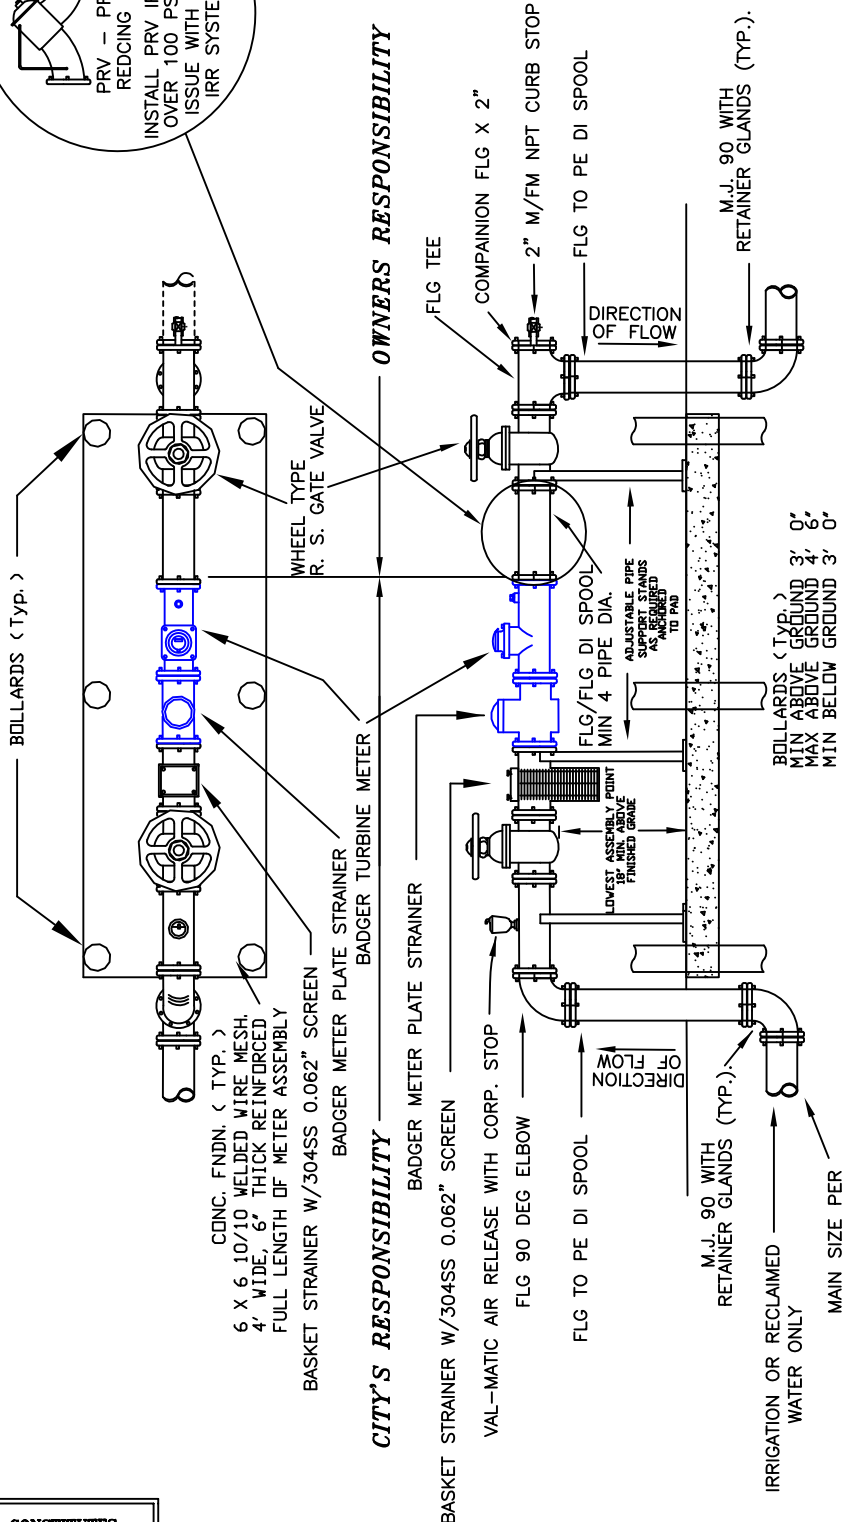 PRV – PR
REDCING
INSTALL PRV I
OVER 100 PS
ISSUE WITH
IRR SYSTE
BOLLARDS (Typ.)
WHEEL TYPE
R. S. GATE VALVE
CONC. FNDN. ( TYP. )
6 X 6 10/10 WELDED WIRE MESH.
4' WIDE, 6" THICK REINFORCED
FULL LENGTH OF METER ASSEMBLY
BASKET STRAINER W/304SS 0.062" SCREEN
BADGER METER PLATE STRAINER
BADGER TURBINE METER
CITY'S RESPONSIBILITY
OWNERS RESPONSIBILITY
BADGER METER PLATE STRAINER
BASKET STRAINER W/304SS 0.062" SCREEN
VAL–MATIC AIR RELEASE WITH CORP. STOP
FLG 90 DEG ELBOW
FLG TO PE DI SPOOL
FLG TEE
COMPAINION FLG X 2"
2" M/FM NPT CURB STOP
FLG TO PE DI SPOOL
DIRECTION
OF FLOW
DIRECTION
OF FLOW
FLG/FLG DI SPOOL
MIN 4 PIPE DIA.
ADJUSTABLE PIPE
SUPPORT STANDS
AS REQUIRED
ANCHORED
TO PAD
LOWEST ASSEMBLY POINT
18" MIN. ABOVE
FINISHED GRADE
M.J. 90 WITH
RETAINER GLANDS (TYP.).
M.J. 90 WITH
RETAINER GLANDS (TYP.).
BOLLARDS (Typ.)
MIN ABOVE GROUND 3' 0"
MAX ABOVE GROUND 4' 6"
MIN BELOW GROUND 3' 0"
IRRIGATION OR RECLAIMED
WATER ONLY
MAIN SIZE PER